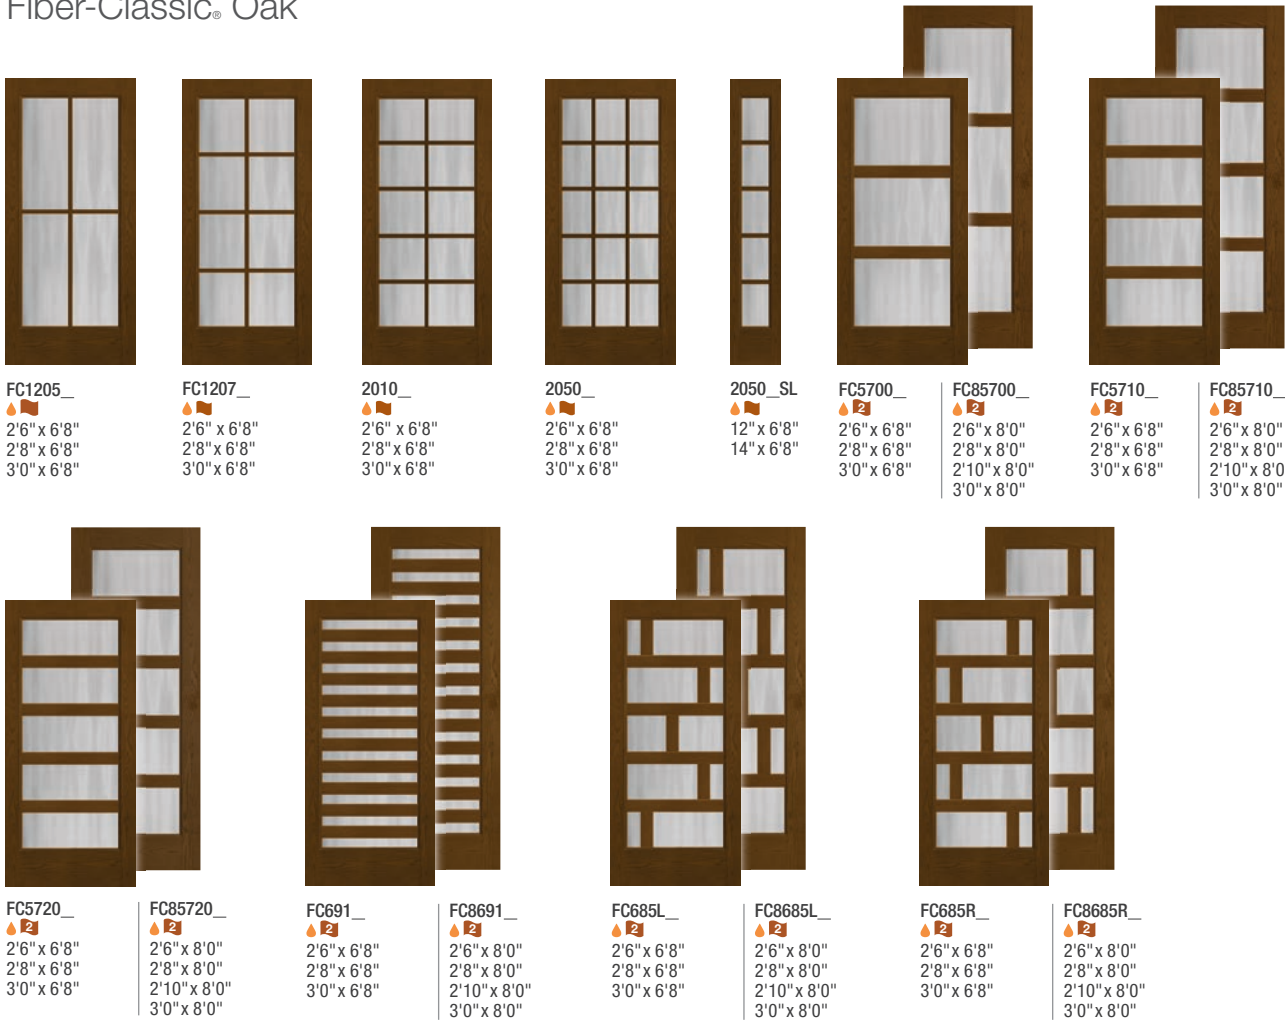 Fiber-Classic® Oak
FC1205_
2'6" x 6'8"
2'8" x 6'8"
3'0" x 6'8"
FC1207_
2'6" x 6'8"
2'8" x 6'8"
3'0" x 6'8"
2010_
2'6" x 6'8"
2'8" x 6'8"
3'0" x 6'8"
2050_
2'6" x 6'8"
2'8" x 6'8"
3'0" x 6'8"
2050_SL
12" x 6'8"
14" x 6'8"
FC5700_
2
2'6" x 6'8"
2'8" x 6'8"
3'0" x 6'8"
FC85700_
2
2'6" x 8'0"
2'8" x 8'0"
2'10" x 8'0"
3'0" x 8'0"
FC5710_
2
2'6" x 6'8"
2'8" x 6'8"
3'0" x 6'8"
FC85710_
2
2'6" x 8'0"
2'8" x 8'0"
2'10" x 8'0
3'0" x 8'0"
FC5720_
2
2'6" x 6'8"
2'8" x 6'8"
3'0" x 6'8"
FC85720_
2
2'6" x 8'0"
2'8" x 8'0"
2'10" x 8'0"
3'0" x 8'0"
FC691_
2
2'6" x 6'8"
2'8" x 6'8"
3'0" x 6'8"
FC8691_
2
2'6" x 8'0"
2'8" x 8'0"
2'10" x 8'0"
3'0" x 8'0"
FC685L_
2
2'6" x 6'8"
2'8" x 6'8"
3'0" x 6'8"
FC8685L_
2
2'6" x 8'0"
2'8" x 8'0"
2'10" x 8'0"
3'0" x 8'0"
FC685R_
2
2'6" x 6'8"
2'8" x 6'8"
3'0" x 6'8"
FC8685R_
2
2'6" x 8'0"
2'8" x 8'0"
2'10" x 8'0"
3'0" x 8'0"